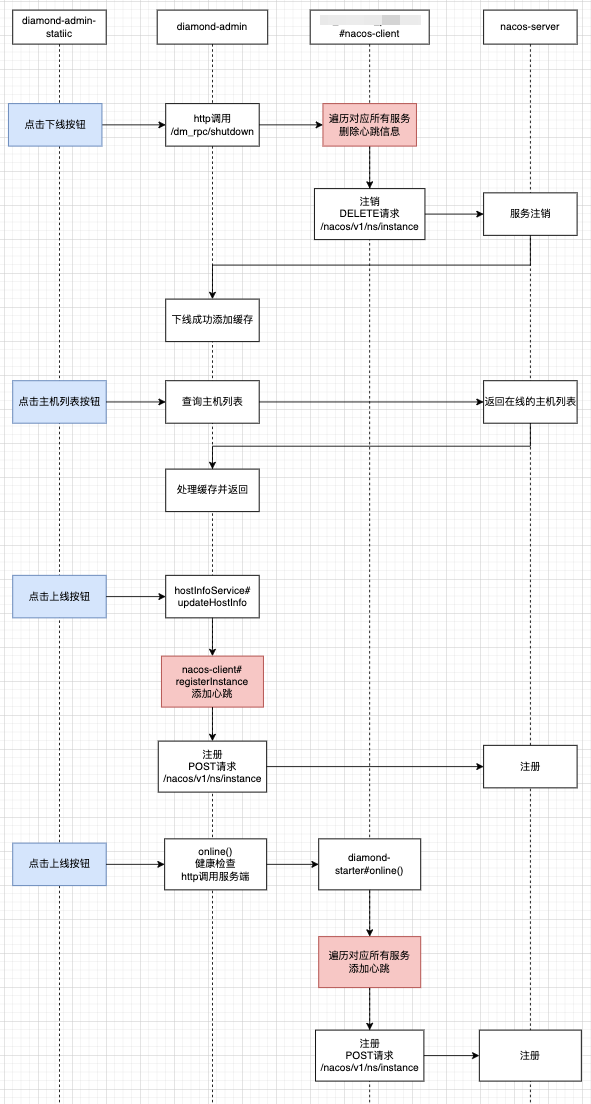 diamond-admin-
statiic
diamond-admin
#nacos-client
nacos-server
点击下线按钮
http调用
/dm_rpc/shutdown
遍历对应所有服务
删除心跳信息
注销
DELETE请求
/nacos/v1/ns/instance
服务注销
下线成功添加缓存
点击主机列表按钮
查询主机列表
返回在线的主机列表
处理缓存并返回
点击上线按钮
hostInfoService#
updateHostInfo
nacos-client#
registerInstance
添加心跳
注册
POST请求
/nacos/v1/ns/instance
注册
点击上线按钮
online()
健康检查
http调用服务端
diamond-
starter#online()
遍历对应所有服务
添加心跳
注册
POST请求
/nacos/v1/ns/instance
注册